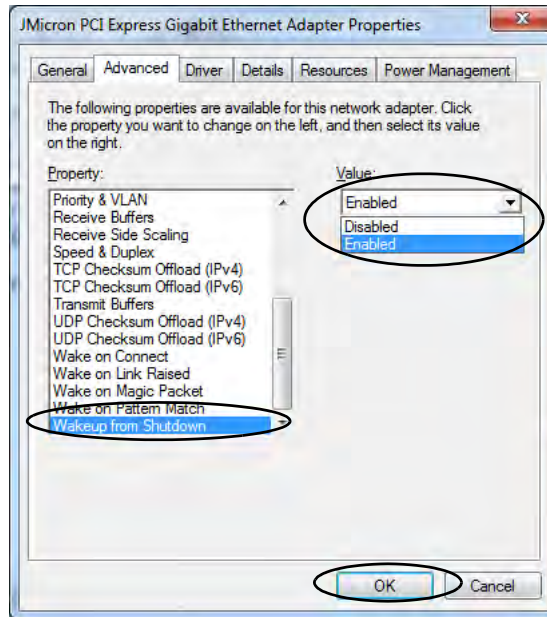 JMicron PCI Express Gigabit Ethernet Adapter Properties
General Advanced Driver Details Resources Power Management
The following properties are available for this network adapter. Click
the property you want to change on the left, and then select its value
on the right.
Property:
Value:
Priority & VLAN
Receive Buffers
Receive Side Scaling
Speed & Duplex
TCP Checksum Offload (IPv4)
TCP Checksum Offload (IPv6)
Transmit Buffers
UDP Checksum Offload (IPv4)
UDP Checksum Offload (IPv6)
Wake on Connect
Wake on Link Raised
Wake on Magic Packet
Wake on Pattern Match
Wakeup from Shutdown
Enabled
Disabled
Enabled
OK
Cancel